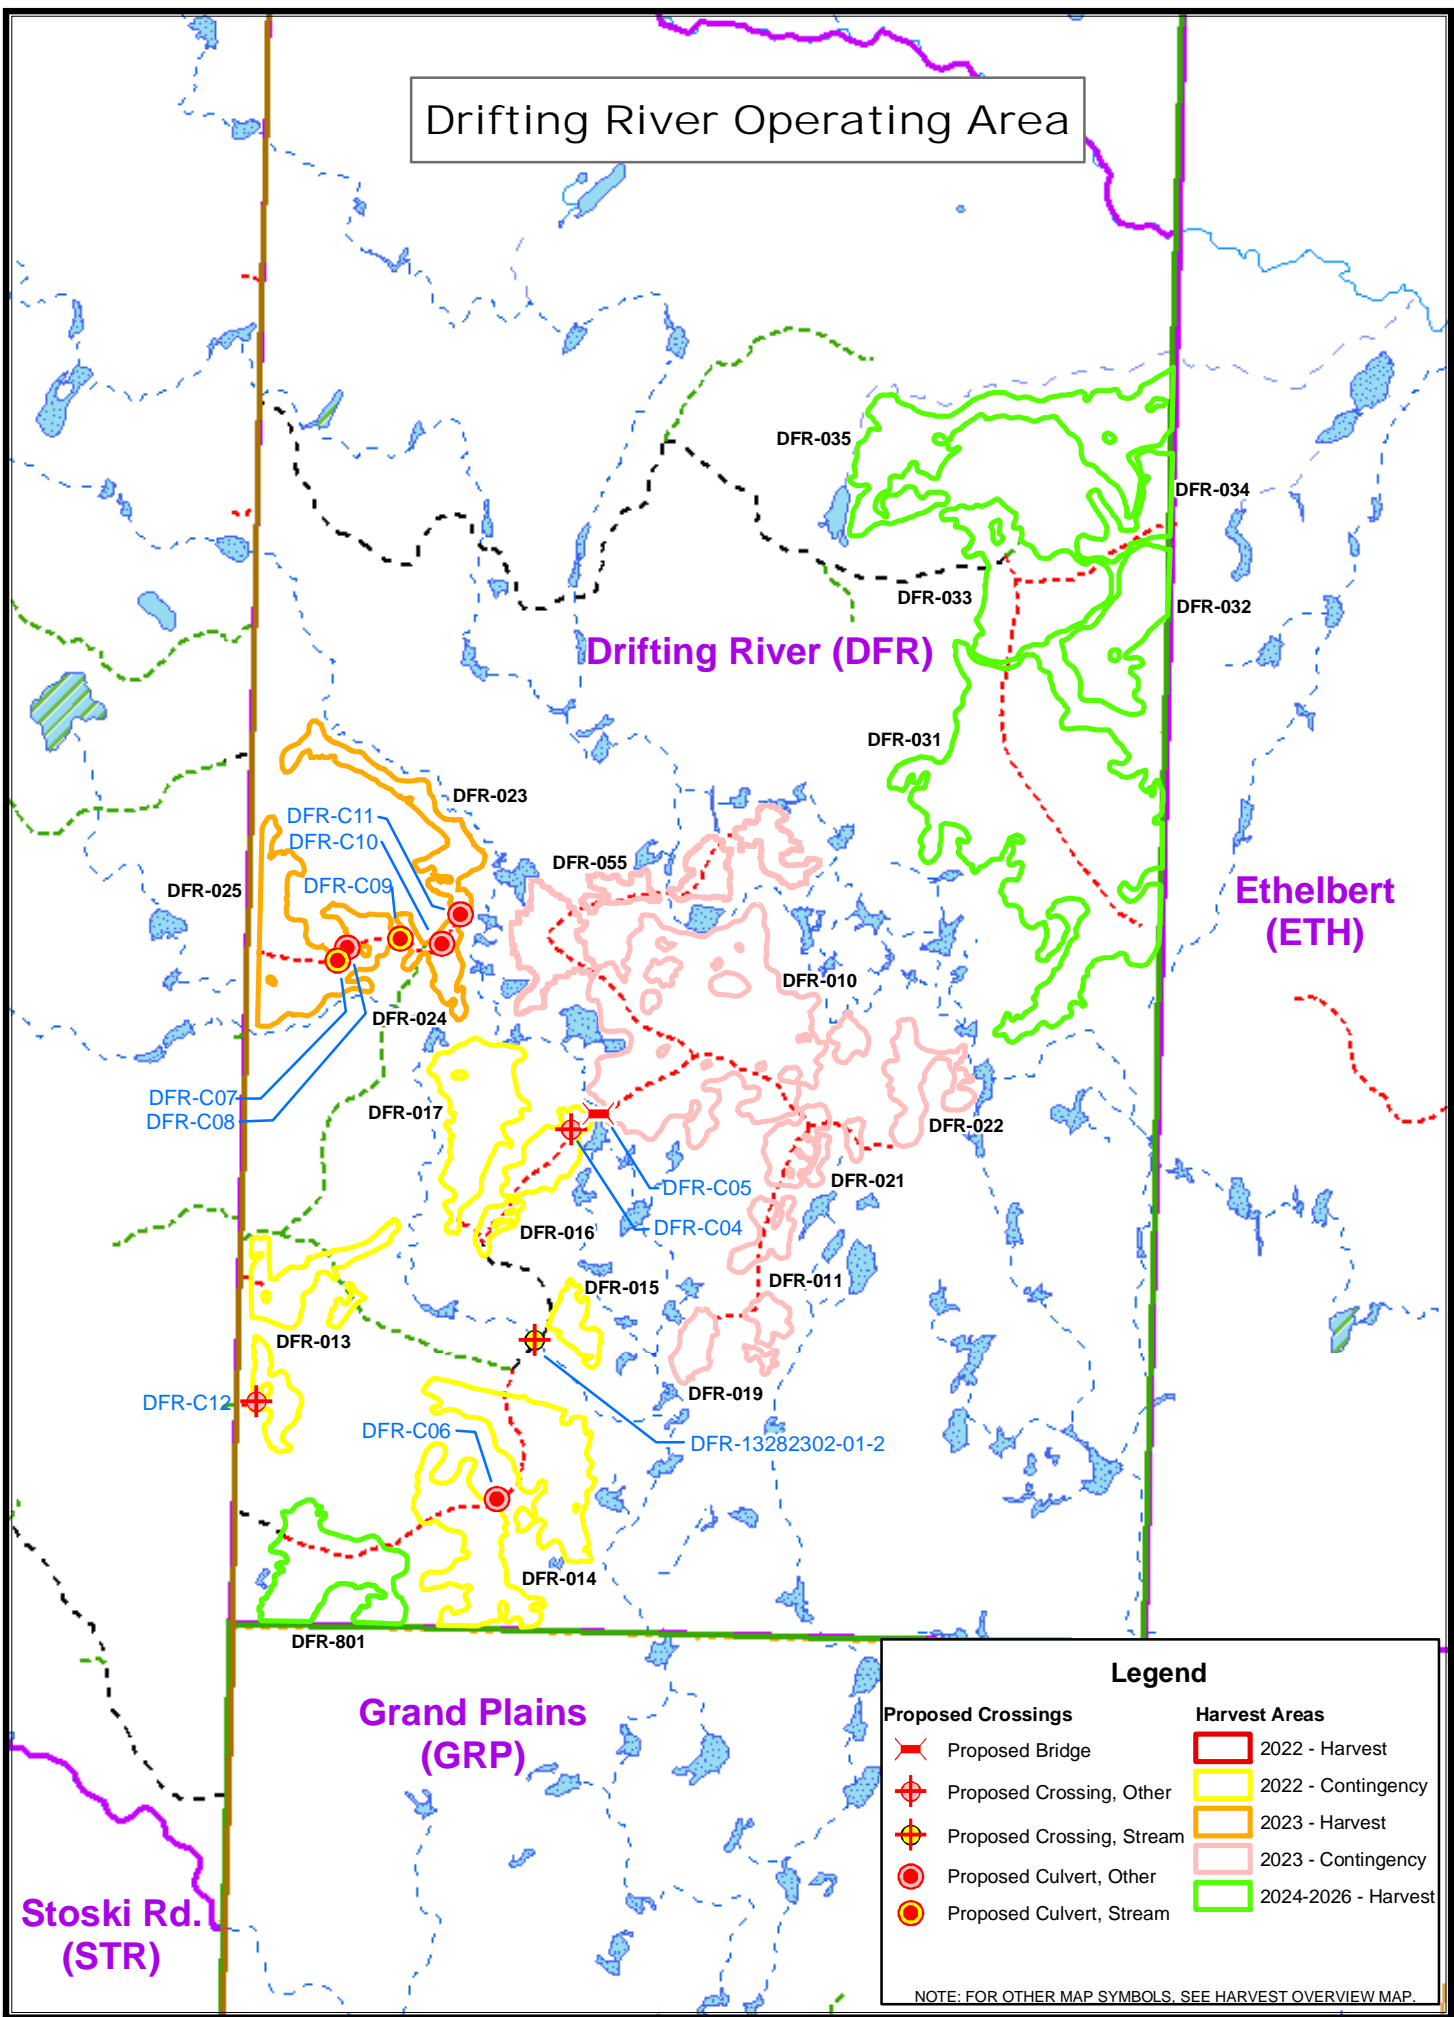 Drifting River Operating Area
DFR-035
DFR-034
DFR-033
DFR-032
Drifting River (DFR)
DFR-031
DFR-023
DFR-C11
DFR-C10
DFR-055
DFR-C09
DFR-025
Ethelbert
(ETH)
DFR-010
DFR-024
DFR-C07
DFR-C08
DFR-017
DFR-022
DFR-C05
DFR-021
DFR-C04
DFR-016
DFR-011
DFR-015
DFR-013
DFR-019
DFR-C12
DFR-C06
DFR-13282302-01-2
DFR-014
DFR-801
Grand Plains
(GRP)
Stoski Rd.
(STR)
Legend
Proposed Crossings
Proposed Bridge
Proposed Crossing, Other
Proposed Crossing, Stream
Proposed Culvert, Other
Proposed Culvert, Stream
Harvest Areas
2022 - Harvest
2022 - Contingency
2023 - Harvest
2023 - Contingency
2024-2026 - Harvest
NOTE: FOR OTHER MAP SYMBOLS, SEE HARVEST OVERVIEW MAP.